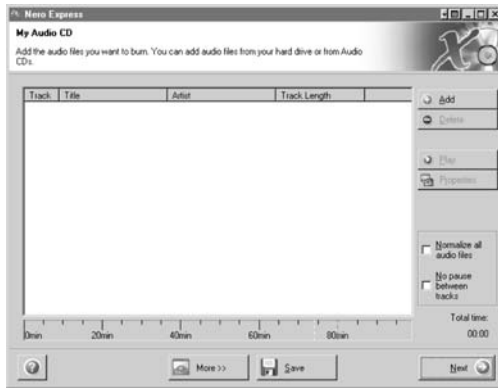 Nero Express
My Audio CD
Add the audio files you want to burn. You can add audio files from your hard drive or from Audio
CDs.
Track Title Artist Track Length
Add
Delete
Play
Properties
Normalize all
audio files
No pause
between
tracks
Total time:
00:00
0min 20min 40min 60min 80min
More >>
Save
Next